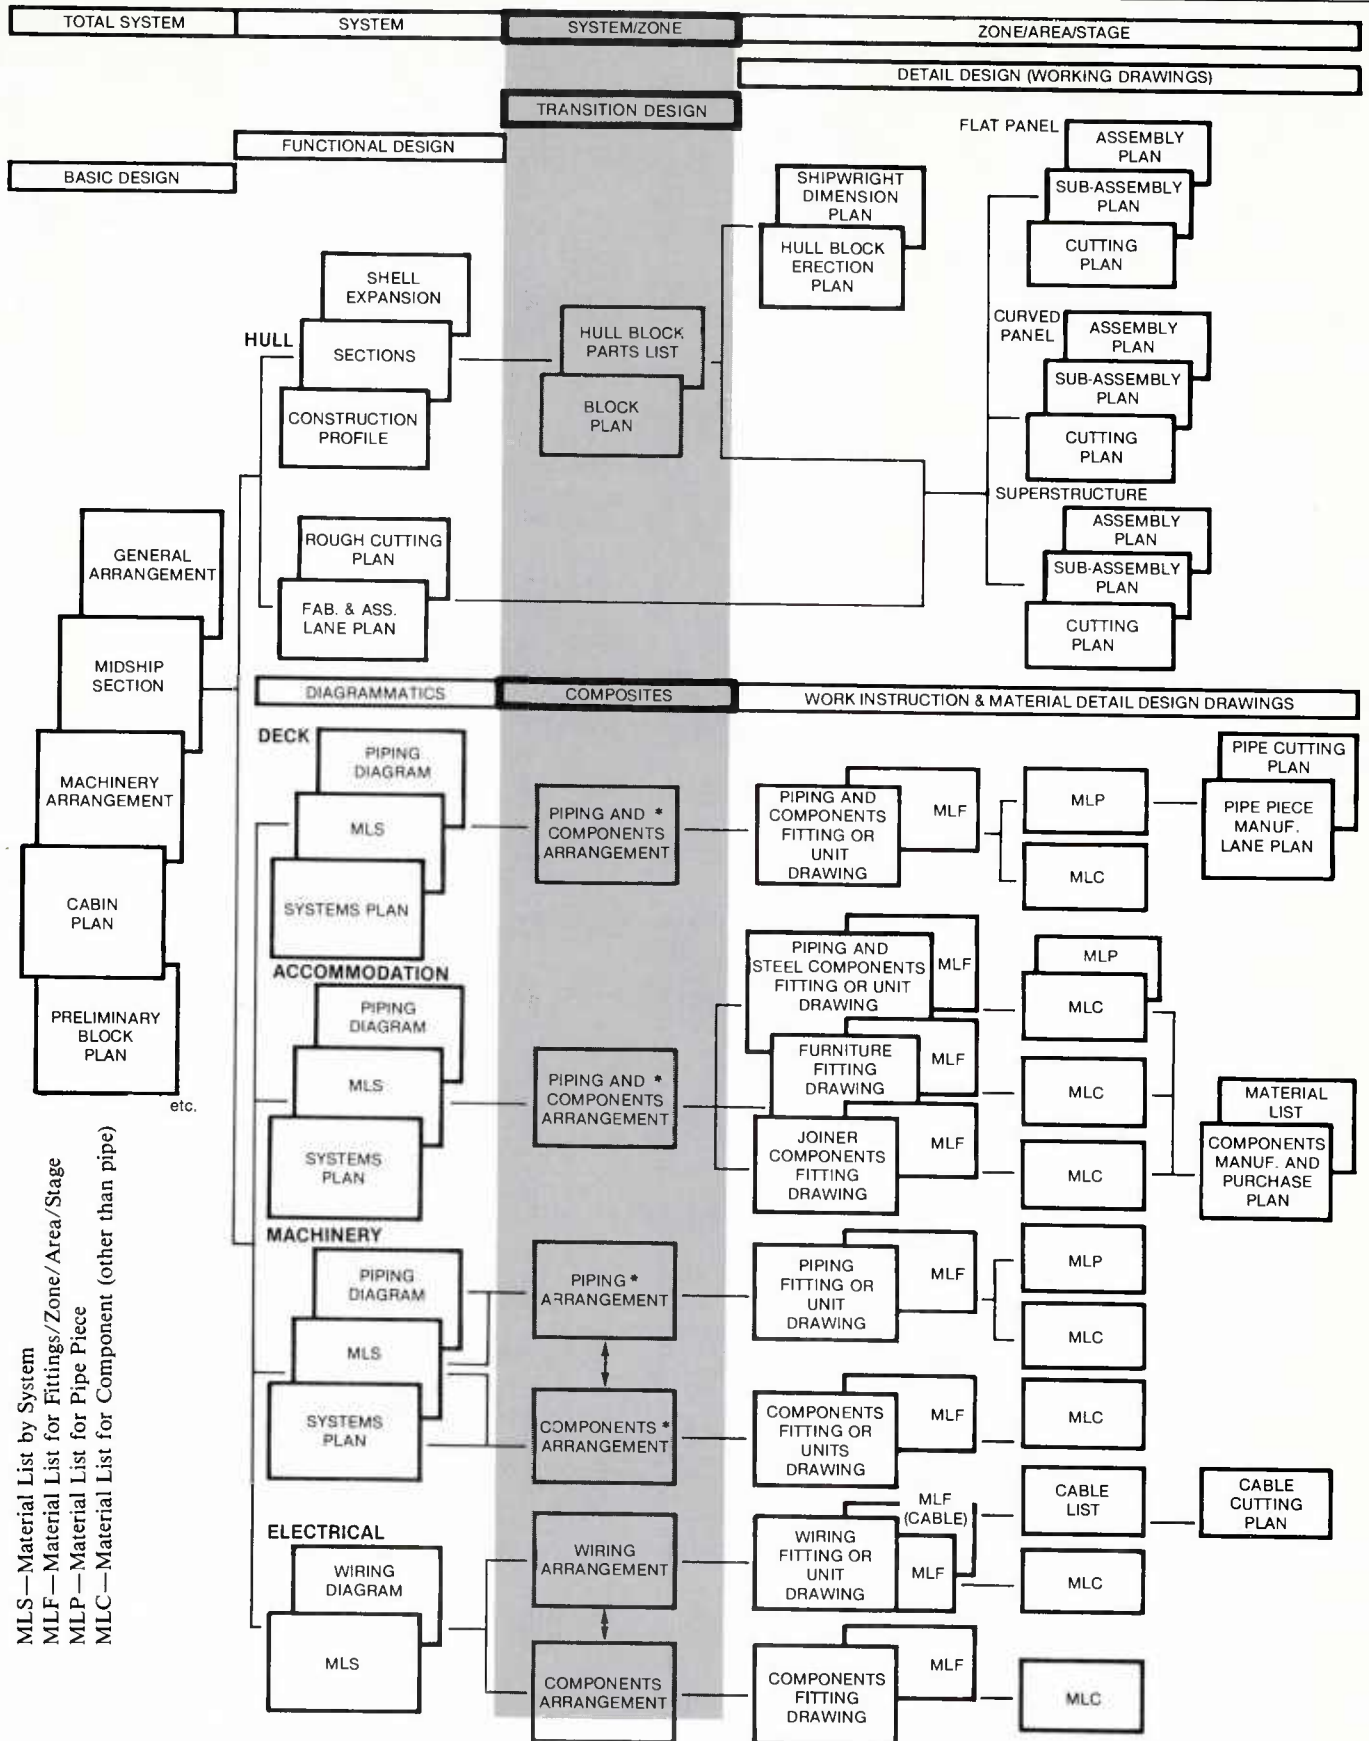 TOTAL SYSTEM
SYSTEM
SYSTEM/ZONE
ZONE/AREA/STAGE
DETAIL DESIGN (WORKING DRAWINGS)
TRANSITION DESIGN
FUNCTIONAL DESIGN
BASIC DESIGN
GENERAL
ARRANGEMENT
MIDSHIP
SECTION
MACHINERY
ARRANGEMENT
CABIN
PLAN
PRELIMINARY
BLOCK
PLAN
etc.
HULL
SHELL
EXPANSION
SECTIONS
CONSTRUCTION
PROFILE
ROUGH CUTTING
PLAN
FAB. & ASS.
LANE PLAN
HULL BLOCK
PARTS LIST
BLOCK
PLAN
SHIPWRIGHT
DIMENSION
PLAN
HULL BLOCK
ERECTION
PLAN
FLAT PANEL
ASSEMBLY
PLAN
SUB-ASSEMBLY
PLAN
CUTTING
PLAN
CURVED
PANEL
ASSEMBLY
PLAN
SUB-ASSEMBLY
PLAN
CUTTING
PLAN
SUPERSTRUCTURE
ASSEMBLY
PLAN
SUB-ASSEMBLY
PLAN
CUTTING
PLAN
DIAGRAMMATICS
COMPOSITES
WORK INSTRUCTION & MATERIAL DETAIL DESIGN DRAWINGS
DECK
PIPING
DIAGRAM
MLS
SYSTEMS PLAN
PIPING AND *
COMPONENTS
ARRANGEMENT
PIPING AND
COMPONENTS
FITTING OR
UNIT
DRAWING
MLF
MLP
MLC
PIPE CUTTING
PLAN
PIPE PIECE
MANUF.
LANE PLAN
ACCOMMODATION
PIPING
DIAGRAM
MLS
SYSTEMS
PLAN
PIPING AND *
COMPONENTS
ARRANGEMENT
PIPING AND
STEEL COMPONENTS
FITTING OR UNIT
DRAWING
MLF
FURNITURE
FITTING
DRAWING
MLF
JOINER
COMPONENTS
FITTING
DRAWING
MLF
MLP
MLC
MLC
MLC
MATERIAL
LIST
COMPONENTS
MANUF. AND
PURCHASE
PLAN
MACHINERY
PIPING
DIAGRAM
MLS
SYSTEMS
PLAN
PIPING *
ARRANGEMENT
COMPONENTS *
ARRANGEMENT
PIPING
FITTING OR
UNIT
DRAWING
MLF
MLP
MLC
COMPONENTS
FITTING OR
UNITS
DRAWING
MLF
MLC
ELECTRICAL
WIRING
DIAGRAM
MLS
WIRING
ARRANGEMENT
COMPONENTS
ARRANGEMENT
WIRING
FITTING OR
UNIT
DRAWING
MLF
(CABLE)
MLF
CABLE
LIST
CABLE
CUTTING
PLAN
MLC
COMPONENTS
FITTING
DRAWING
MLF
MLC
MLS—Material List by System
MLF—Material List for Fittings/Zone/Area/Stage
MLP—Material List for Pipe Piece
MLC—Material List for Component (other than pipe)